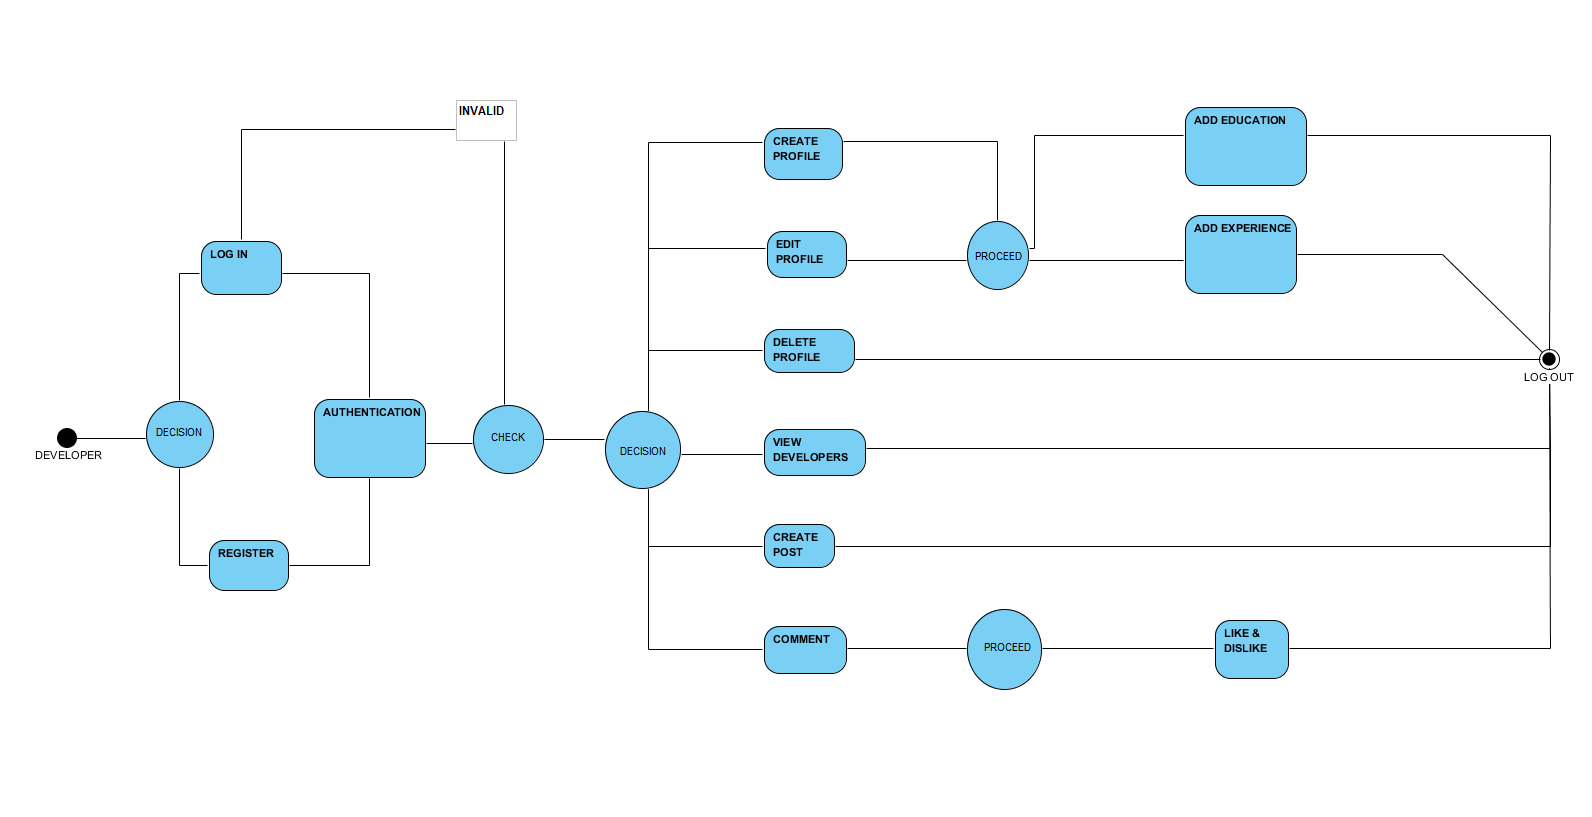 INVALID
LOG IN
DECISION
DEVELOPER
AUTHENTICATION
REGISTER
CHECK
DECISION
CREATE
PROFILE
EDIT
PROFILE
DELETE
PROFILE
VIEW
DEVELOPERS
CREATE
POST
COMMENT
PROCEED
PROCEED
ADD EDUCATION
ADD EXPERIENCE
LIKE &
DISLIKE
LOG OUT